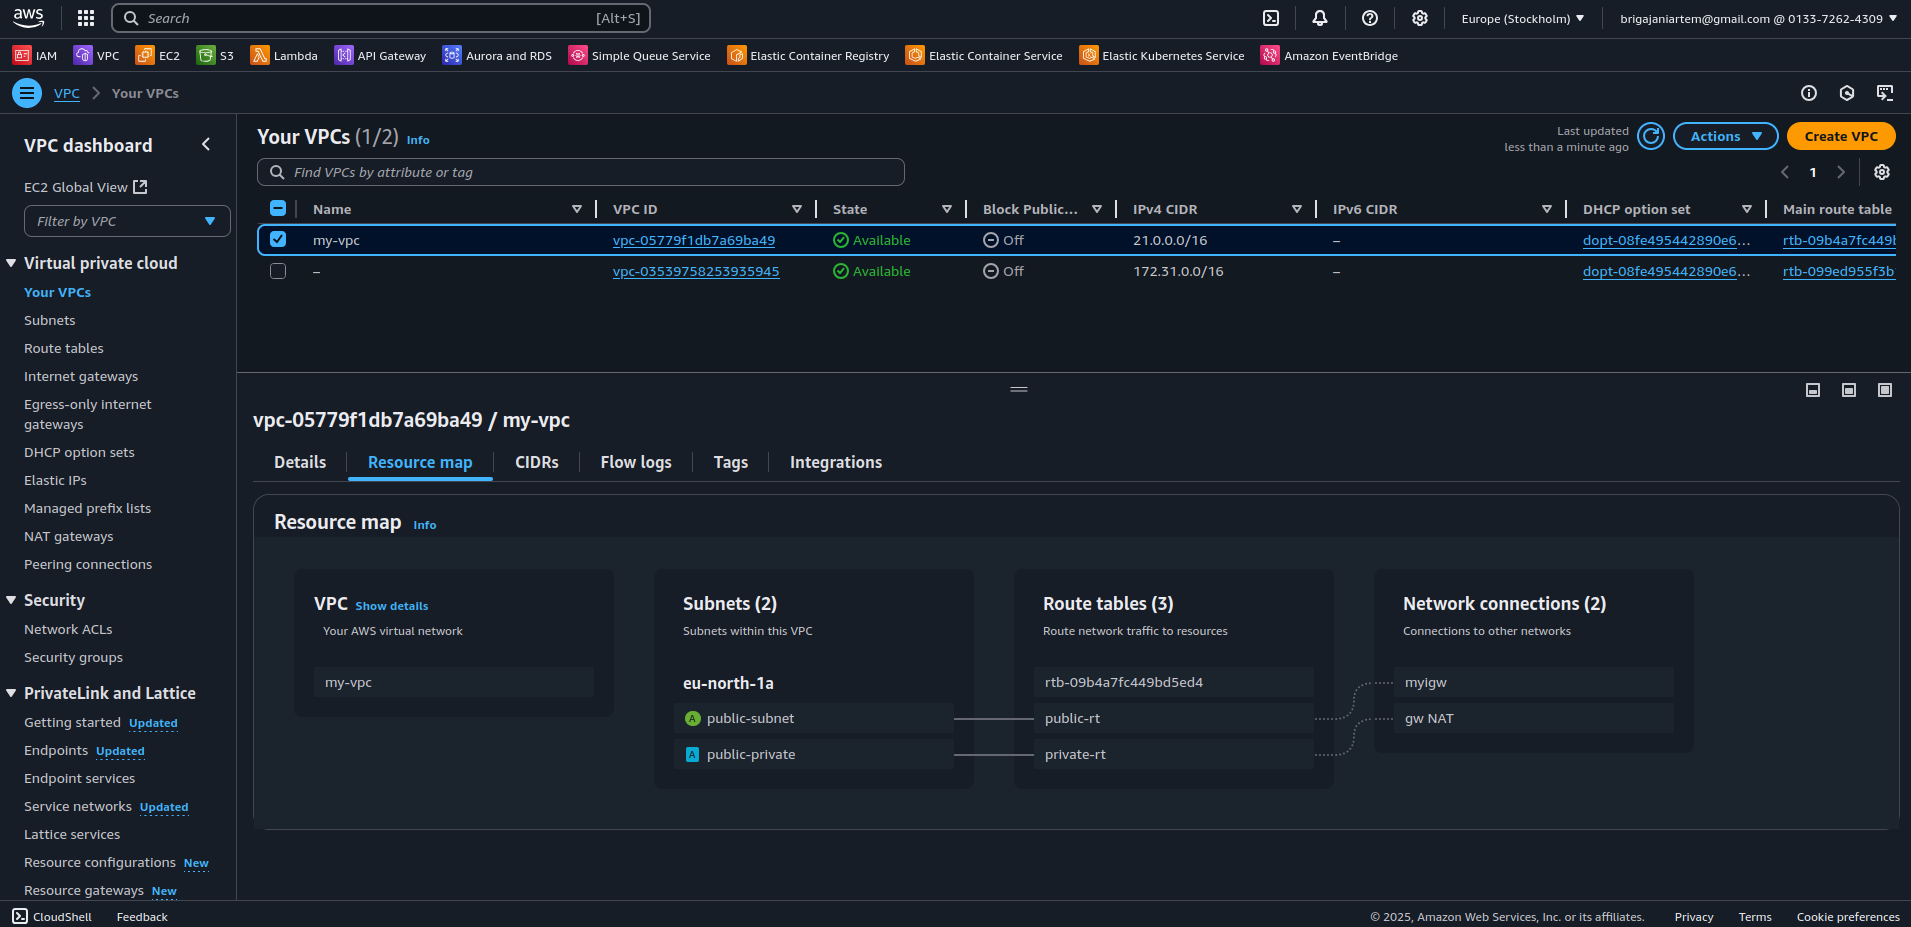 aws
Search [Alt+S]
Europe (Stockholm)
brigajaniartem@gmail.com @ 0133-7262-4309
IAM VPC EC2 S3 Lambda API Gateway Aurora and RDS Simple Queue Service Elastic Container Registry Elastic Container Service Elastic Kubernetes Service Amazon EventBridge
VPC Your VPCs
VPC dashboard
EC2 Global View
Filter by VPC
Virtual private cloud
Your VPCs
Subnets
Route tables
Internet gateways
Egress-only internet
gateways
DHCP option sets
Elastic IPs
Managed prefix lists
NAT gateways
Peering connections
Security
Network ACLs
Security groups
PrivateLink and Lattice
Getting started Updated
Endpoints Updated
Endpoint services
Service networks Updated
Lattice services
Resource configurations New
Resource gateways New
Your VPCs (1/2) Info
Last updated
less than a minute ago
Actions
Create VPC
Find VPCs by attribute or tag
1
Name VPC ID State Block Public... IPv4 CIDR IPv6 CIDR DHCP option set Main route table
my-vpc vpc-05779f1db7a69ba49 Available Off 21.0.0.0/16 – dopt-08fe495442890e6... rtb-09b4a7fc449b
– vpc-03539758253935945 Available Off 172.31.0.0/16 – dopt-08fe495442890e6... rtb-099ed955f3b
vpc-05779f1db7a69ba49 / my-vpc
Details Resource map CIDRs Flow logs Tags Integrations
Resource map Info
VPC Show details
Your AWS virtual network
my-vpc
Subnets (2)
Subnets within this VPC
eu-north-1a
A public-subnet
A public-private
Route tables (3)
Route network traffic to resources
rtb-09b4a7fc449bd5ed4
public-rt
private-rt
Network connections (2)
Connections to other networks
myigw
gw NAT
CloudShell Feedback
© 2025, Amazon Web Services, Inc. or its affiliates. Privacy Terms Cookie preferences